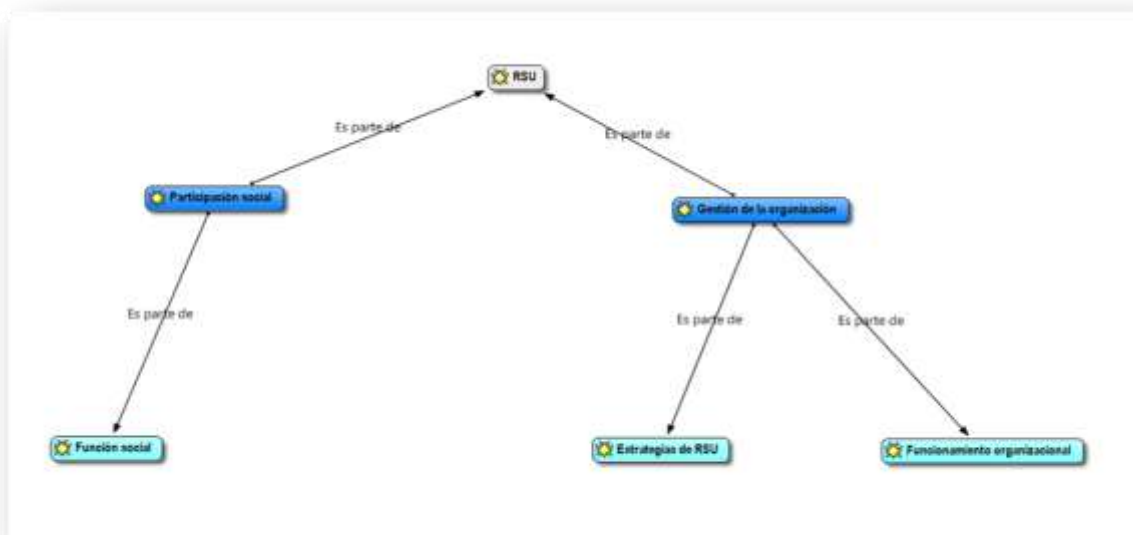 RSU
Es parte de
Es parte de
Participación social
Gestión de la organización
Es parte de
Es parte de
Es parte de
Función social
Estrategias de RSU
Funcionamiento organizacional